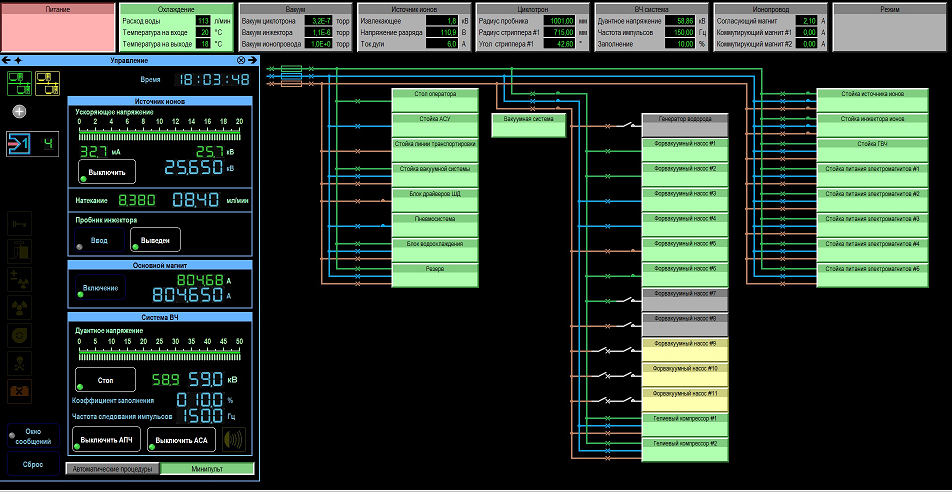 Питание
Охлаждение
Расход воды 113 л/мин
Температура на входе 20 °C
Температура на выходе 18 °C
Вакуум
Вакуум циклотрона 3,2E-7 торр
Вакуум инжектора 1,1E-6 торр
Вакуум ионопровода 1,0E+0 торр
Источник ионов
Извлекающее 1,8 кВ
Напряжение разряда 110,9 В
Ток дуги 6,0 А
Циклотрон
Радиус пробника 1001,00 мм
Радиус стриппера #1 715,00 мм
Угол стриппера #1 42,60 °
ВЧ система
Дуантное напряжение 58,86 кВ
Частота импульсов 150,00 Гц
Заполнение 10,00 %
Ионопровод
Согласующий магнит 2,10 А
Коммутирующий магнит #1 0,00 А
Коммутирующий магнит #2 0,00 А
Режим
Управление
Время 18:03:48
1 4
Источник ионов
Ускоряющее напряжение
0 2 4 6 8 10 12 14 16 18 20
32,7 мА 25,7 кВ
Выключить 25,650 кВ
Натекание 8,380 08,40 мл/мин
Пробник инжектора
Ввод Выведен
Основной магнит
Включение 804,68 А
804,650 А
Система ВЧ
Дуантное напряжение
0 5 10 15 20 25 30 35 40 45 50
Стоп 58,9 59,0 кВ
Коэффициент заполнения 010,0 %
Частота следования импульсов 150,0 Гц
Выключить АПЧ Выключить АСА
Окно сообщений
Сброс
Автоматические процедуры Минипульт
Стол оператора
Стойка АСУ
Стойка линии транспортировки
Стойка вакуумной системы
Блок драйверов ШД
Пневмосистема
Блок водоохлаждения
Резерв
Вакуумная система
Генератор водорода
Форвакуумный насос #1
Форвакуумный насос #2
Форвакуумный насос #3
Форвакуумный насос #4
Форвакуумный насос #5
Форвакуумный насос #6
Форвакуумный насос #7
Форвакуумный насос #8
Форвакуумный насос #9
Форвакуумный насос #10
Форвакуумный насос #11
Гелиевый компрессор #1
Гелиевый компрессор #2
Стойка источника ионов
Стойка инжектора ионов
Стойка ГВЧ
Стойка питания электромагнитов #1
Стойка питания электромагнитов #2
Стойка питания электромагнитов #3
Стойка питания электромагнитов #4
Стойка питания электромагнитов #5